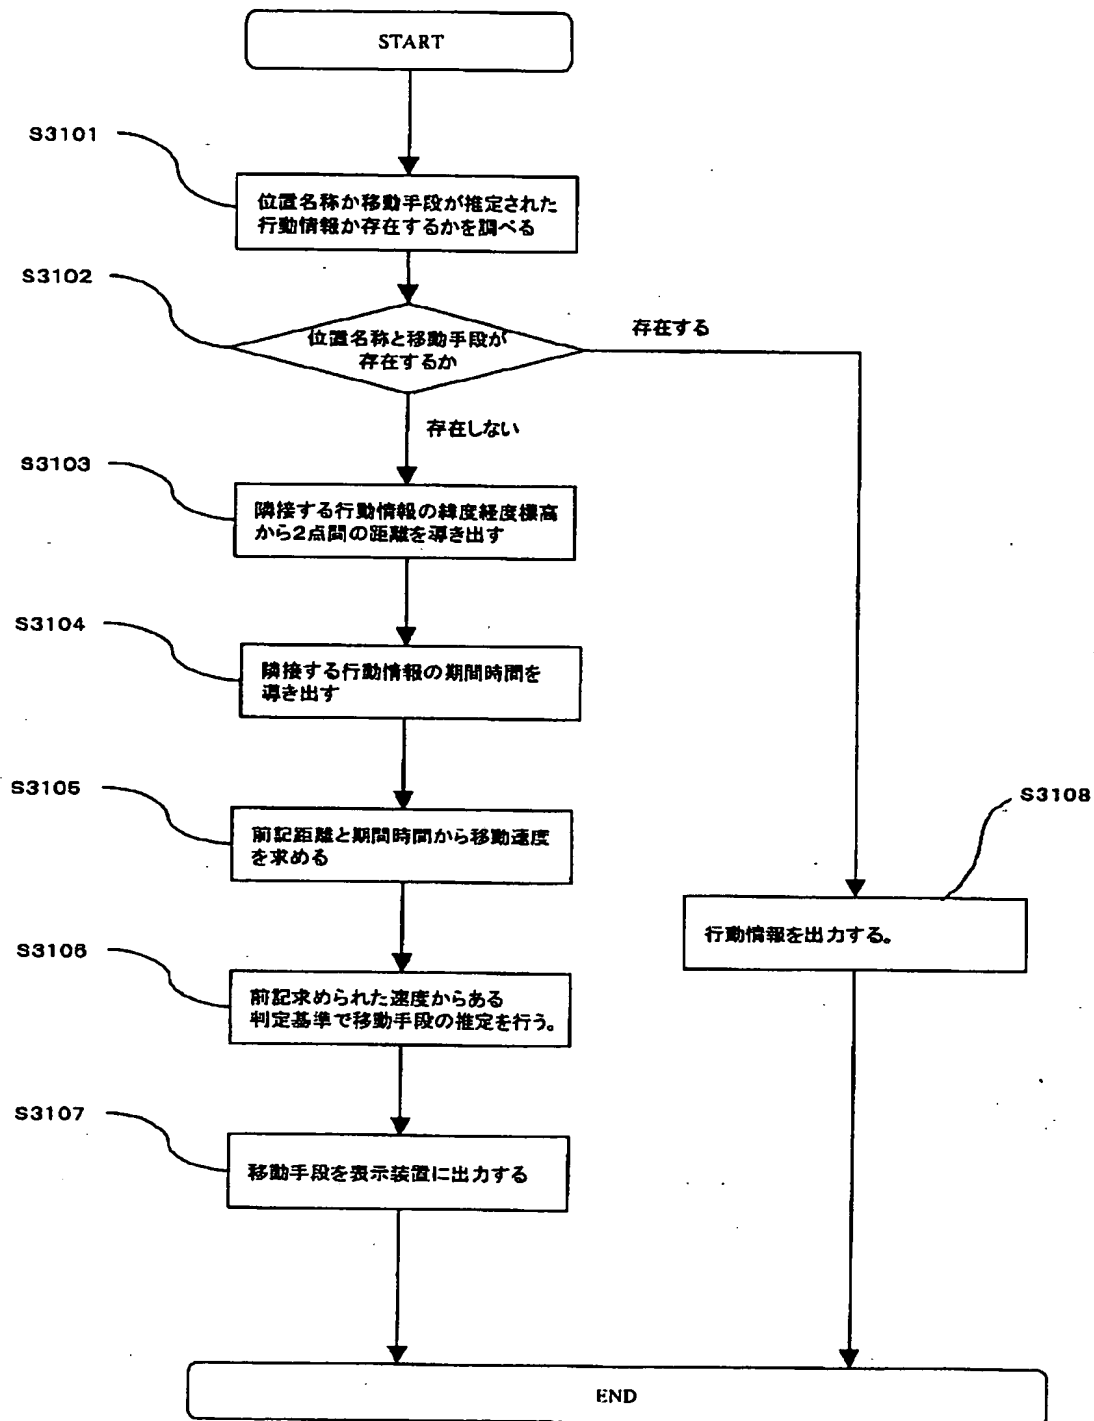 START
S3101
位置名称か移動手段が推定された
行動情報が存在するかを調べる
S3102
位置名称と移動手段が
存在するか
存在する
存在しない
S3103
隣接する行動情報の緯度経度標高
から2点間の距離を導き出す
S3104
隣接する行動情報の期間時間を
導き出す
S3105
前記距離と期間時間から移動速度
を求める
S3108
S3106
前記求められた速度からある
判定基準で移動手段の推定を行う。
行動情報を出力する。
S3107
移動手段を表示装置に出力する
END